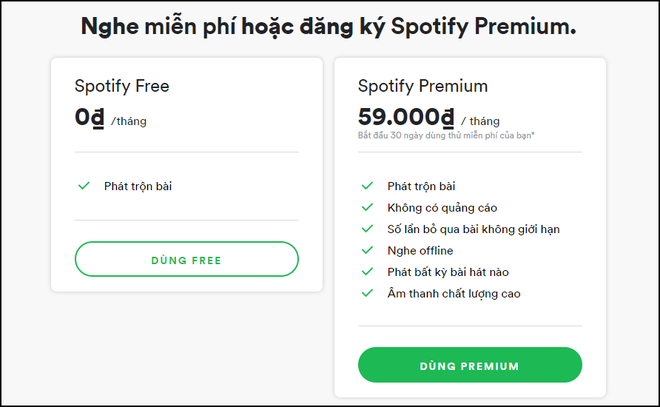 Nghe miễn phí hoặc đăng ký Spotify Premium.
Spotify Free
0₫ /tháng
Phát trộn bài
DÙNG FREE
Spotify Premium
59.000₫ / tháng
Bắt đầu 30 ngày dùng thử miễn phí của bạn*
Phát trộn bài
Không có quảng cáo
Số lần bỏ qua bài không giới hạn
Nghe offline
Phát bất kỳ bài hát nào
Âm thanh chất lượng cao
DÙNG PREMIUM